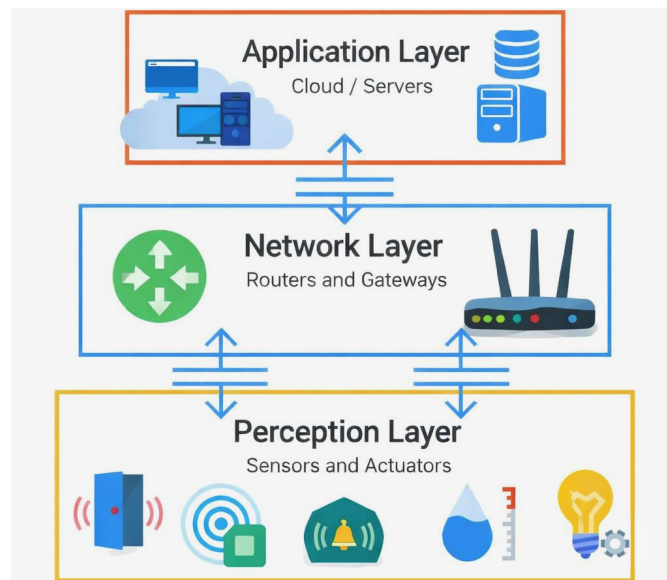 Application Layer
Cloud / Servers
Network Layer
Routers and Gateways
Perception Layer
Sensors and Actuators